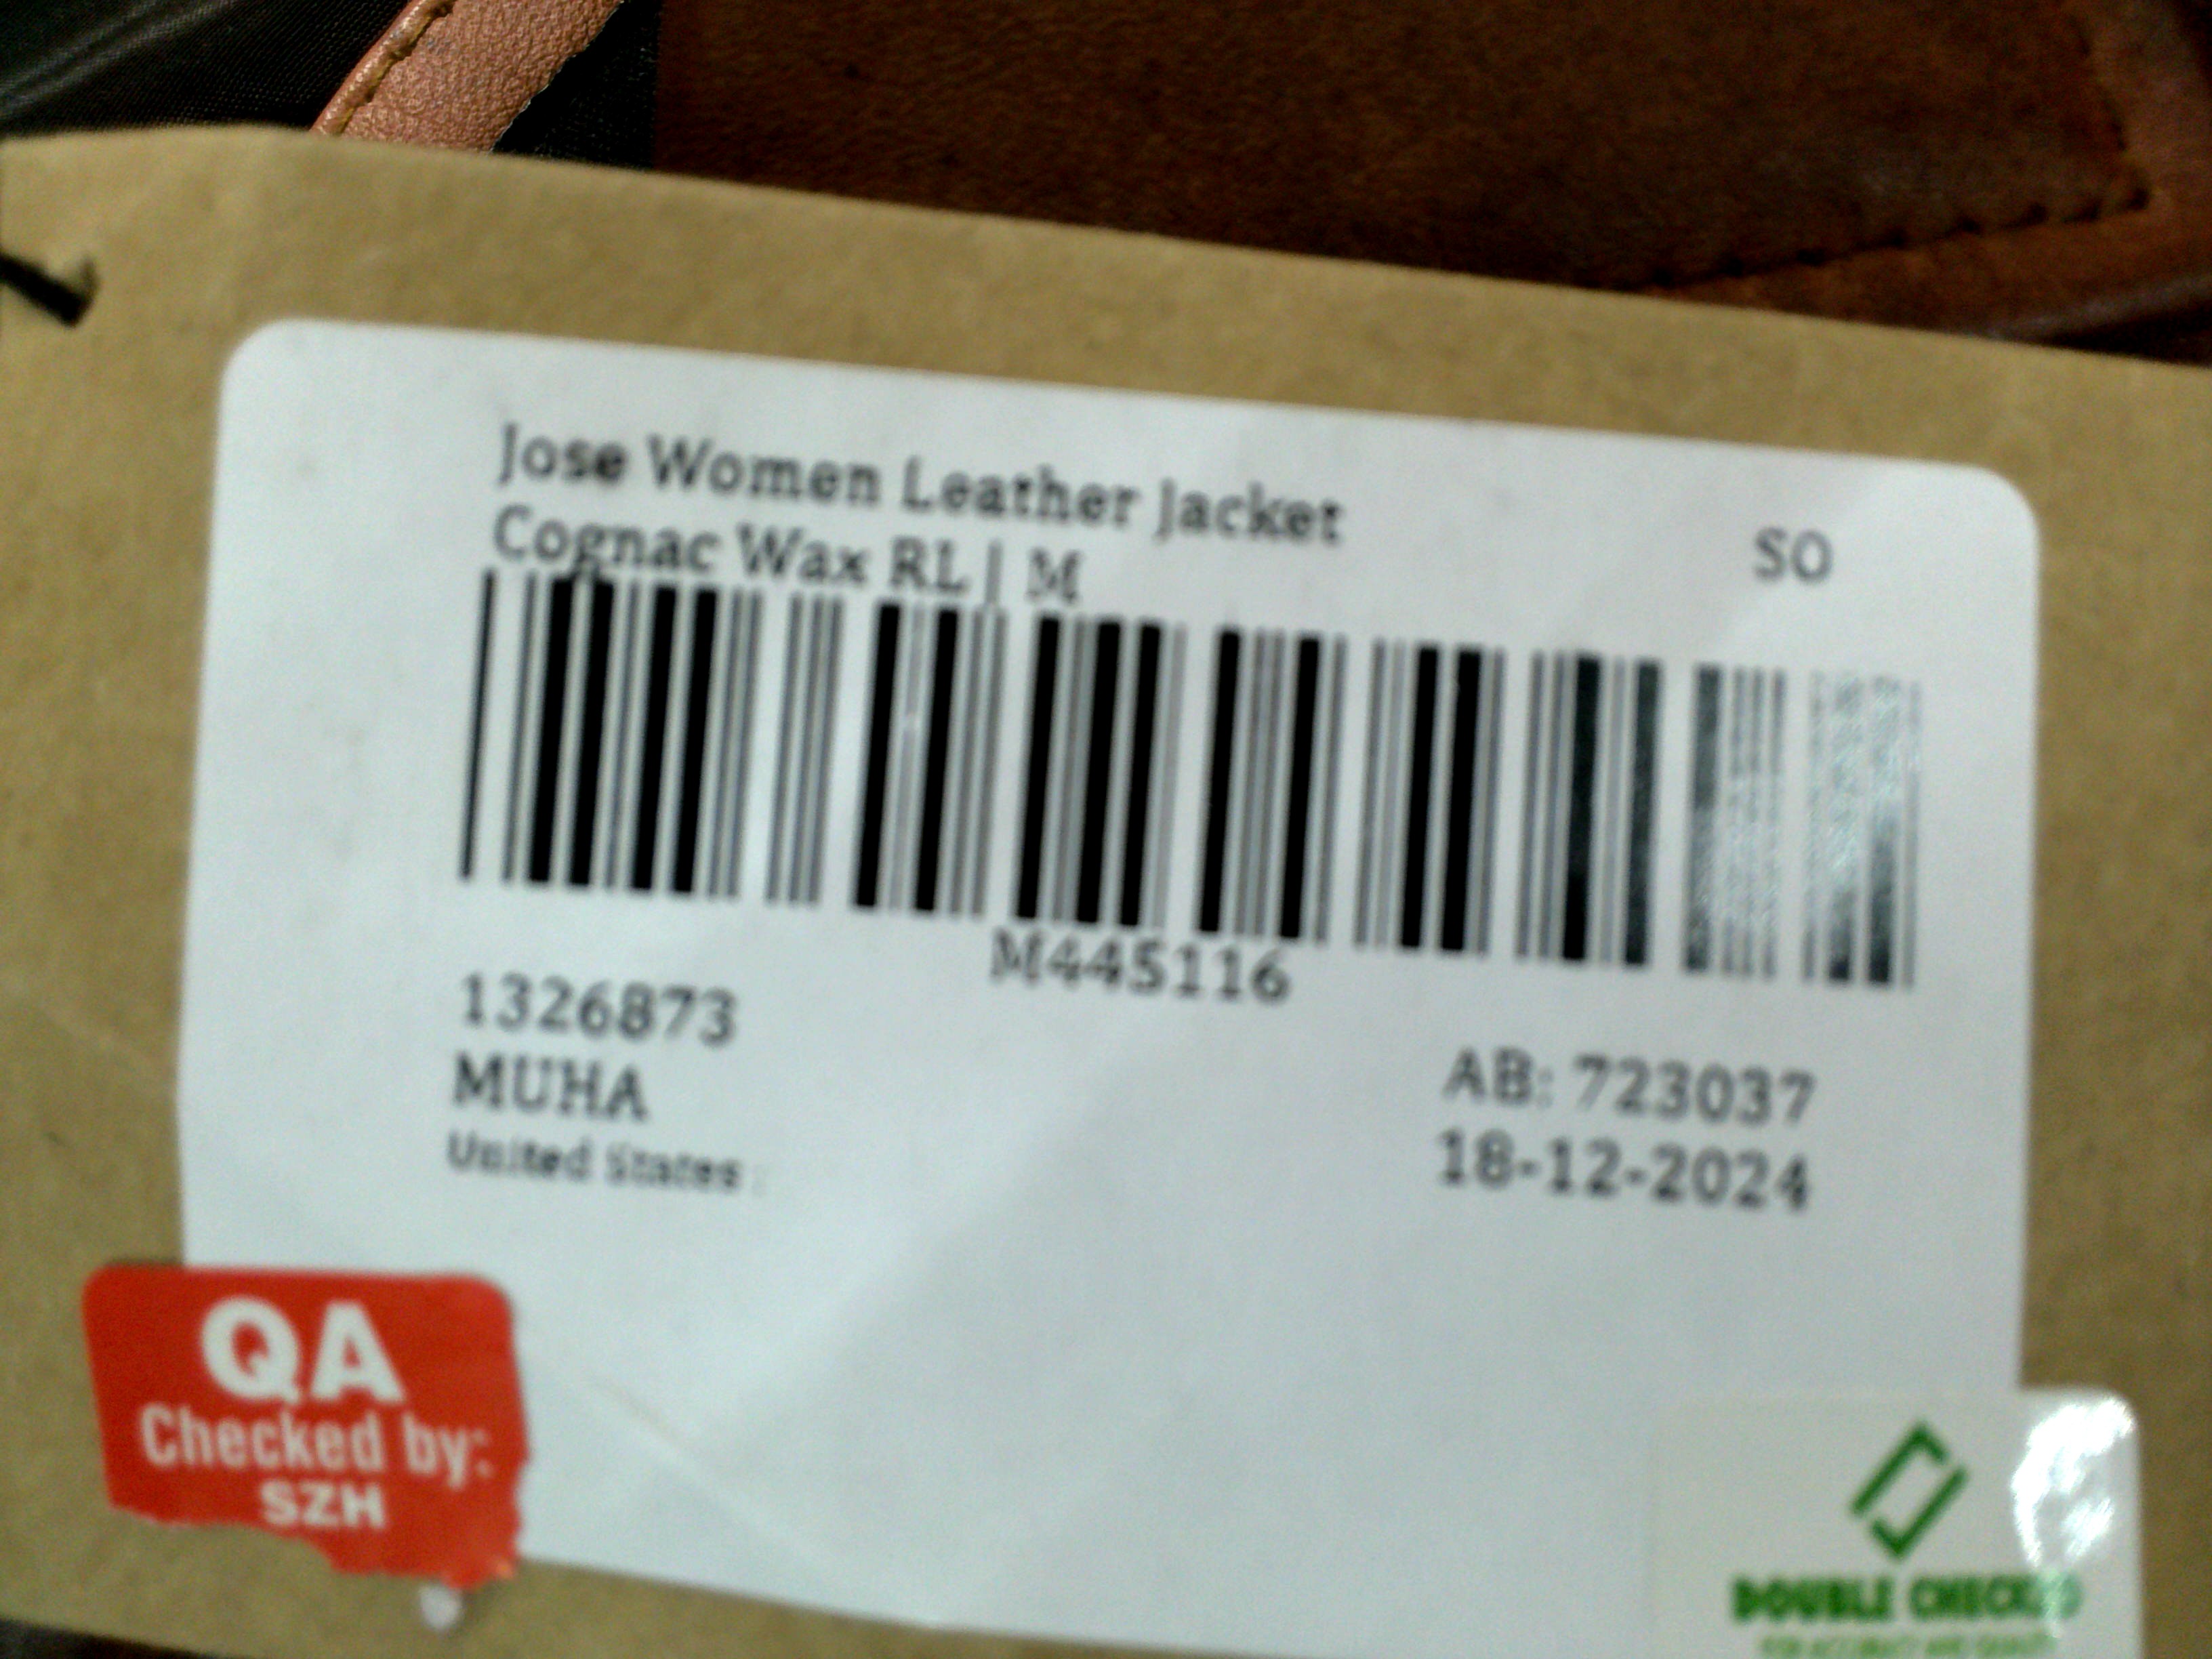 Jose Women Leather Jacket
Cognac Wax RL | M
SO
M445116
1326873
MUHA
United States :
AB: 723037
18-12-2024
QA
Checked by:
SZH
DOUBLE CHECKED